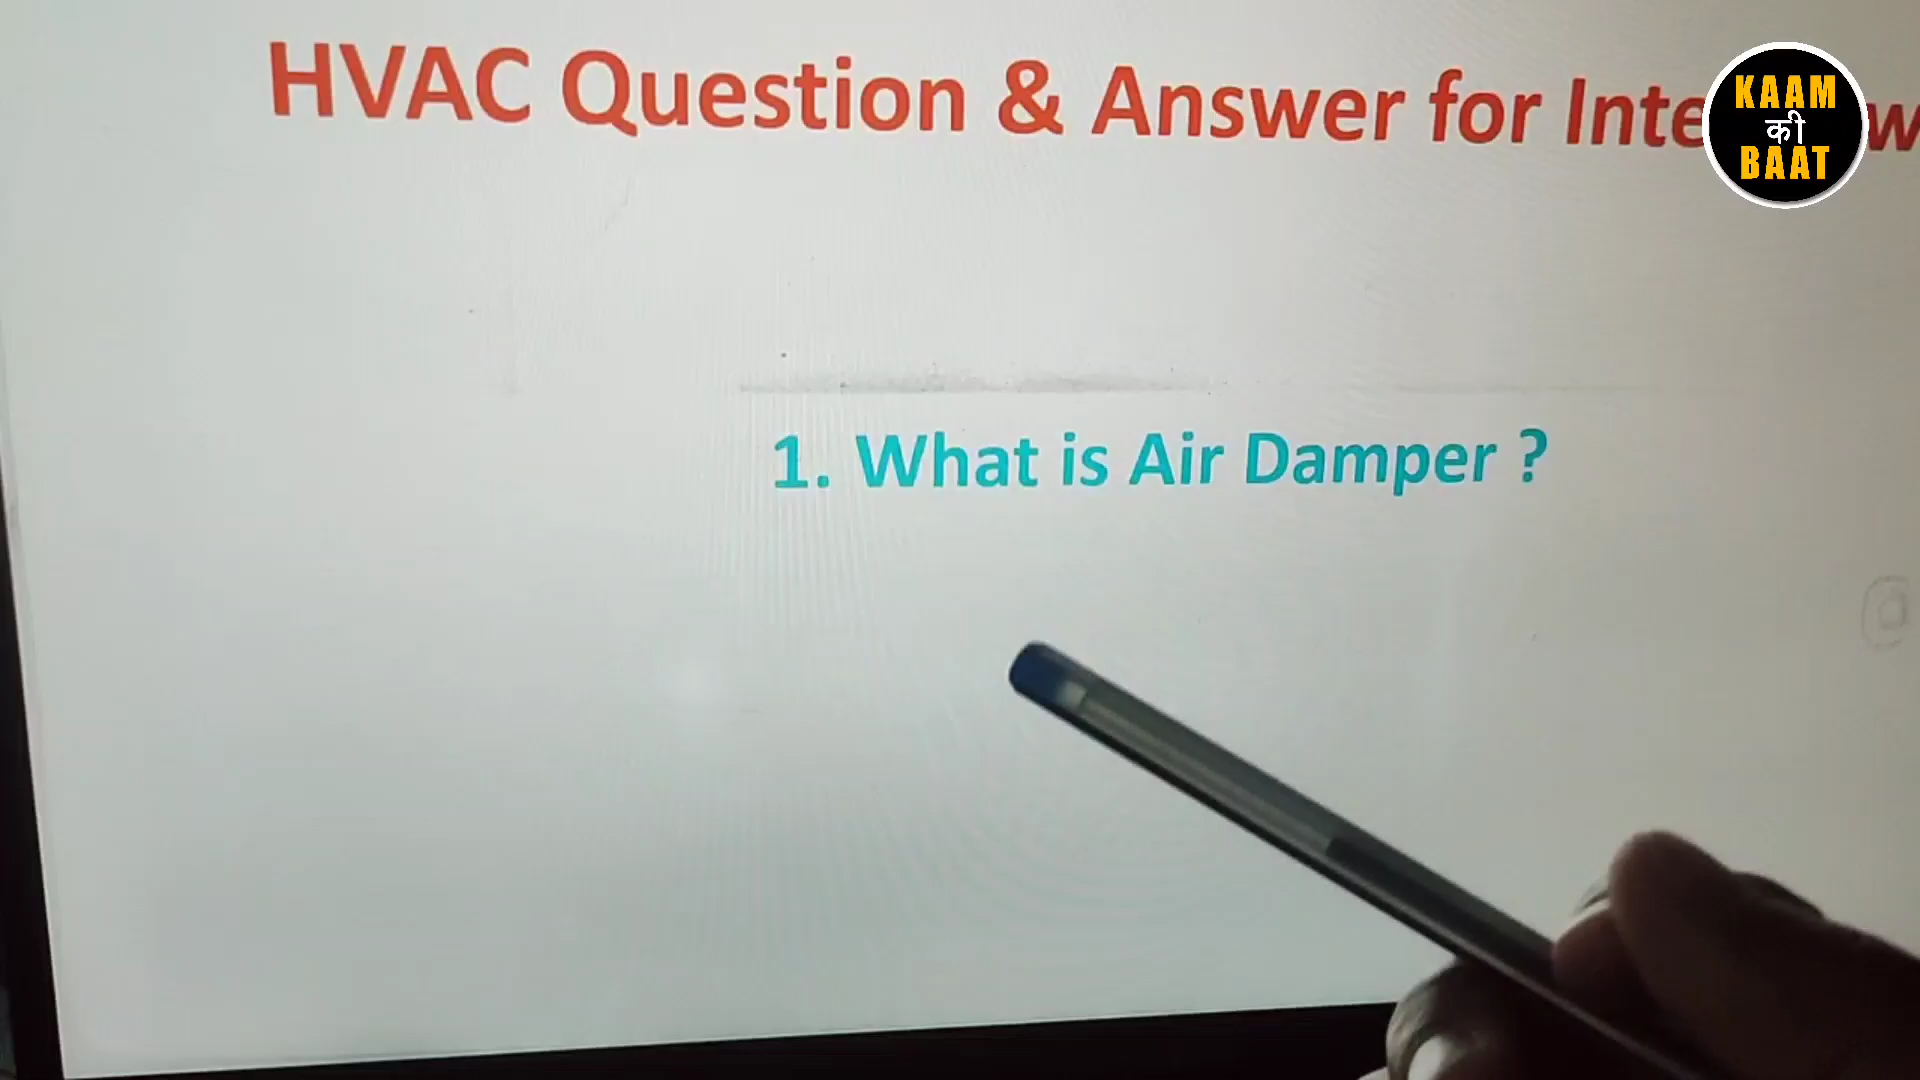 HVAC Question & Answer for Inte w
KAAM
की
BAAT
1. What is Air Damper ?